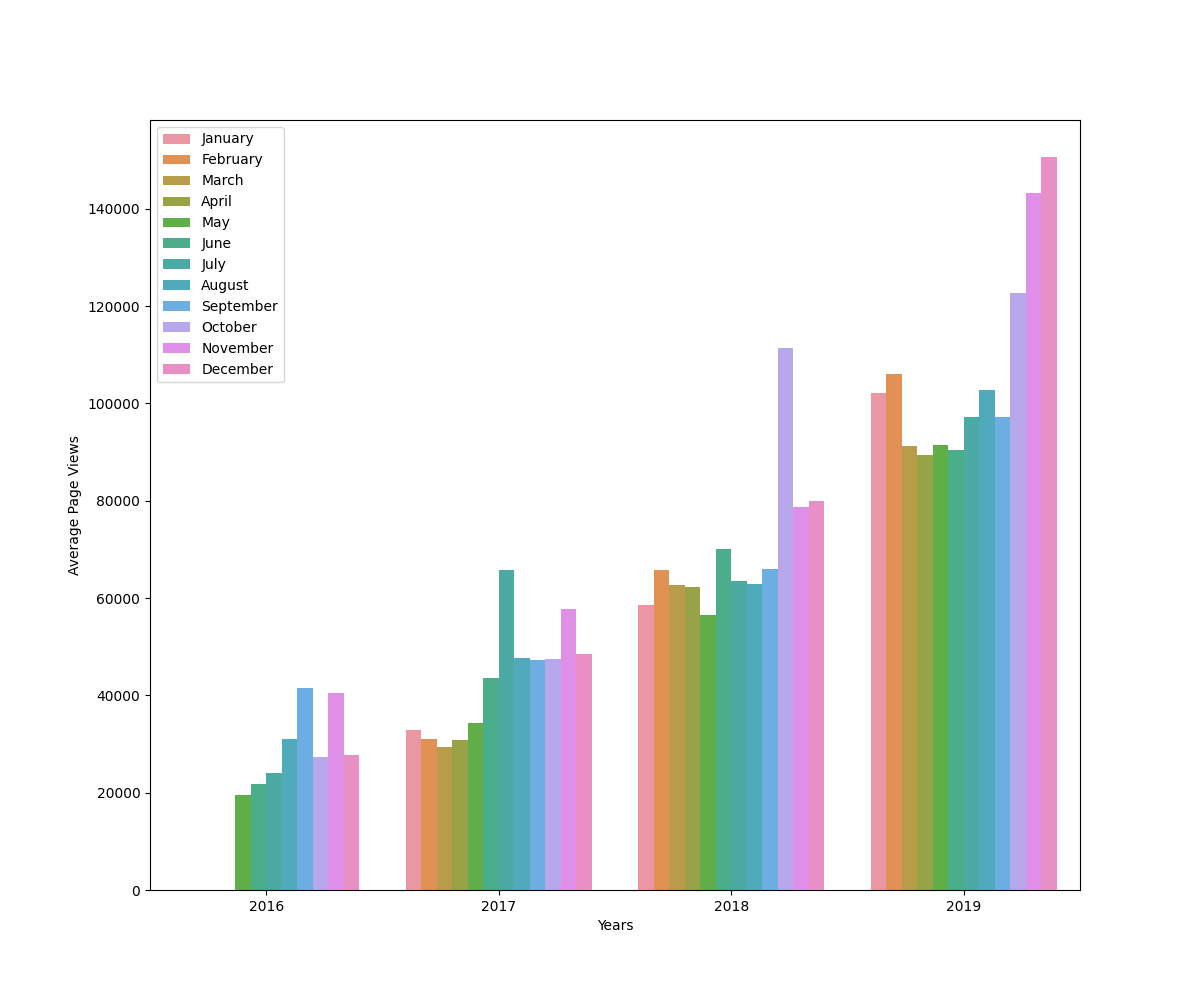 January
February
March
April
May
June
July
August
September
October
November
December
140000
120000
100000
80000
60000
40000
20000
0
Average Page Views
2016 2017 2018 2019
Years